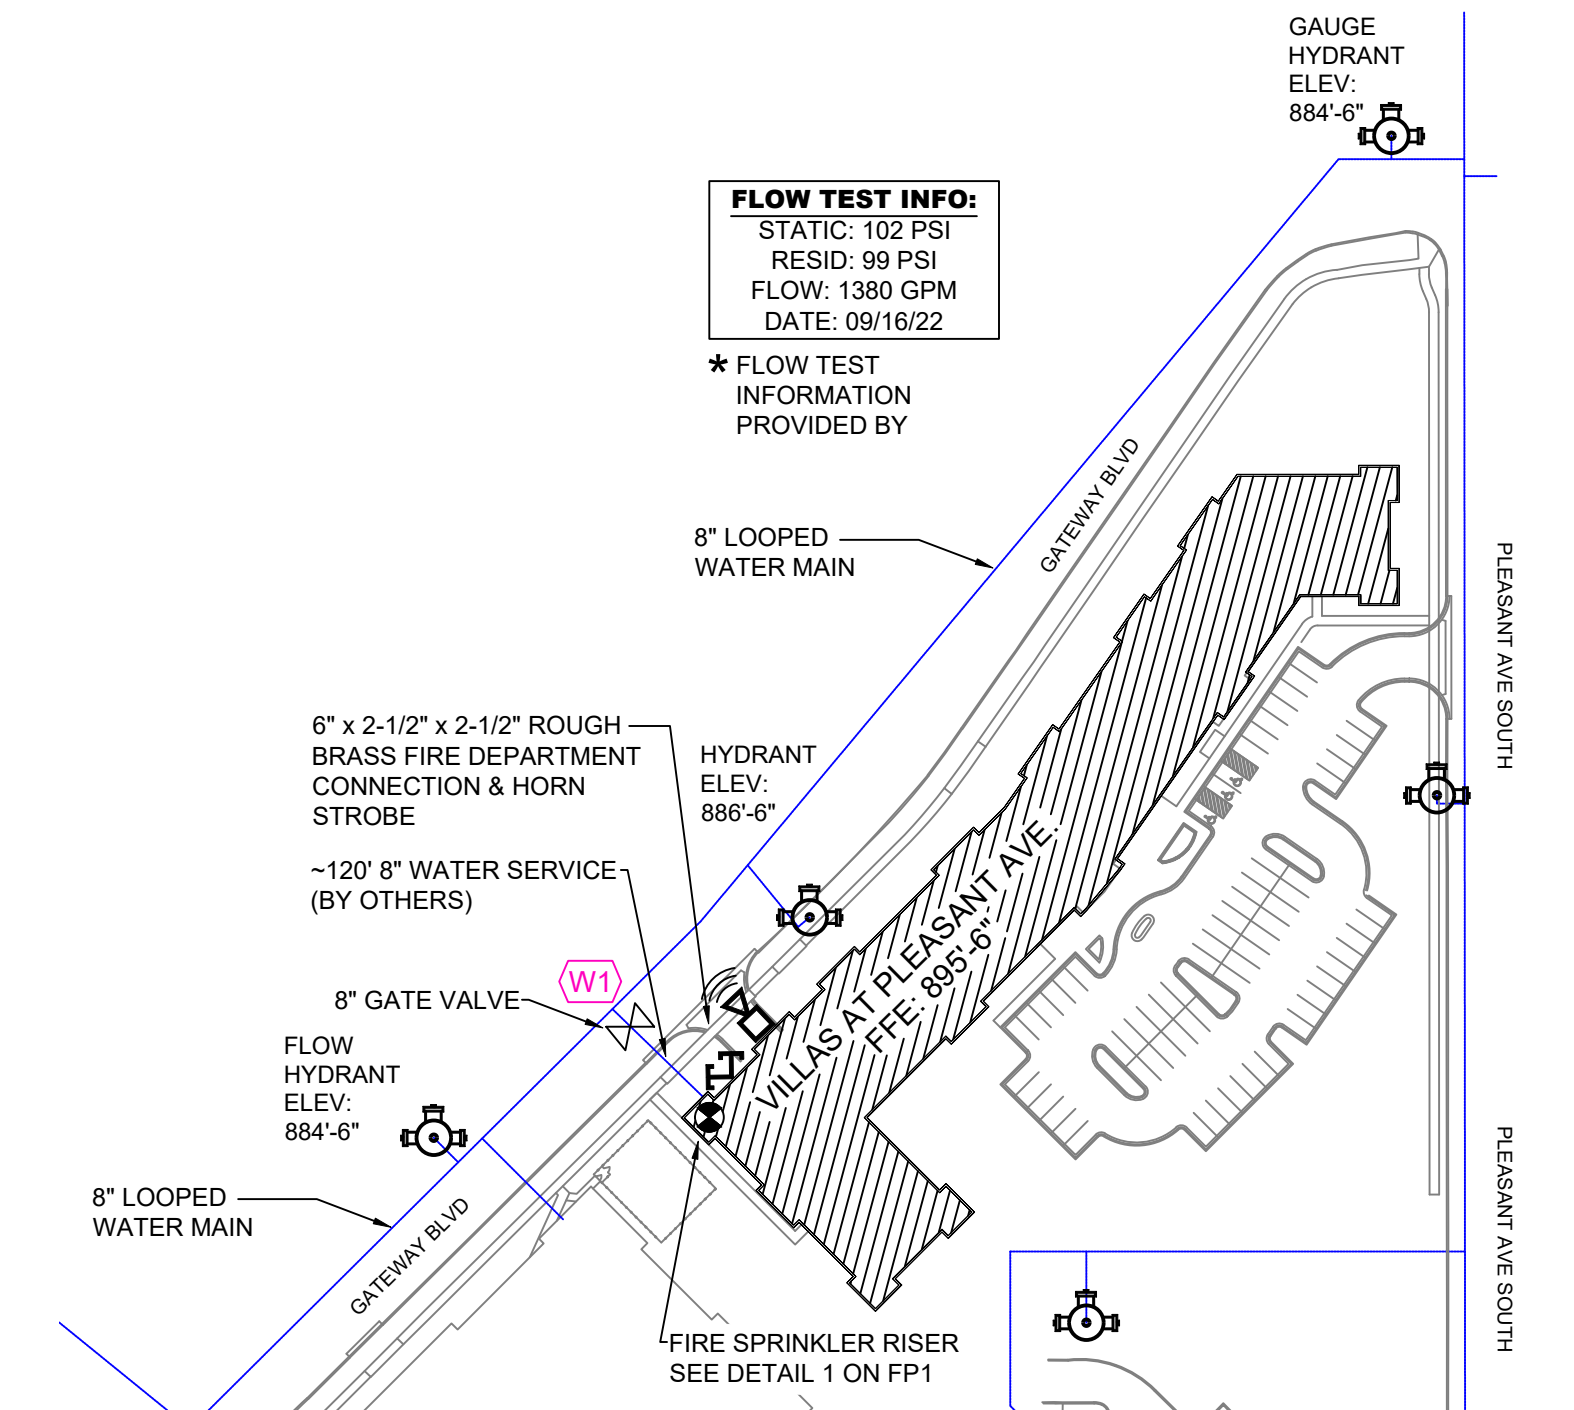 GAUGE
HYDRANT
ELEV:
884'-6"
FLOW TEST INFO:
STATIC: 102 PSI
RESID: 99 PSI
FLOW: 1380 GPM
DATE: 09/16/22
* FLOW TEST
INFORMATION
PROVIDED BY
GATEWAY BLVD
8" LOOPED
WATER MAIN
PLEASANT AVE SOUTH
6" x 2-1/2" x 2-1/2" ROUGH
BRASS FIRE DEPARTMENT
CONNECTION & HORN
STROBE
HYDRANT
ELEV:
886'-6"
~120' 8" WATER SERVICE
(BY OTHERS)
VILLAS AT PLEASANT AVE.
FFE: 895'-6"
W1
8" GATE VALVE
FLOW
HYDRANT
ELEV:
884'-6"
8" LOOPED
WATER MAIN
GATEWAY BLVD
PLEASANT AVE SOUTH
FIRE SPRINKLER RISER
SEE DETAIL 1 ON FP1